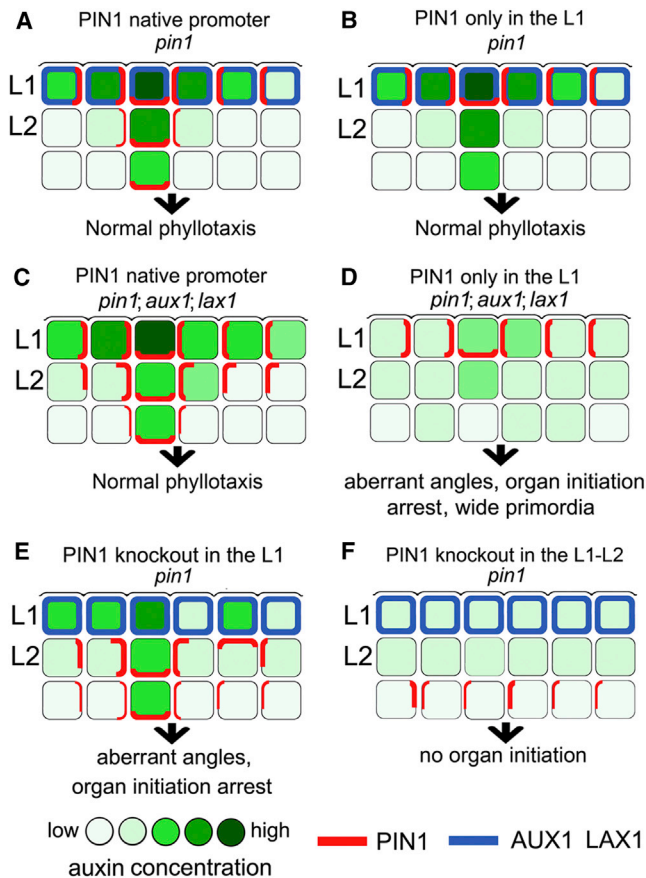 A
PIN1 native promoter
pin1
L1
L2
Normal phyllotaxis
B
PIN1 only in the L1
pin1
L1
L2
Normal phyllotaxis
C
PIN1 native promoter
pin1; aux1; lax1
L1
L2
Normal phyllotaxis
D
PIN1 only in the L1
pin1; aux1; lax1
L1
L2
aberrant angles, organ initiation
arrest, wide primordia
E
PIN1 knockout in the L1
pin1
L1
L2
aberrant angles,
organ initiation arrest
F
PIN1 knockout in the L1-L2
pin1
L1
L2
no organ initiation
low high
auxin concentration
PIN1
AUX1 LAX1